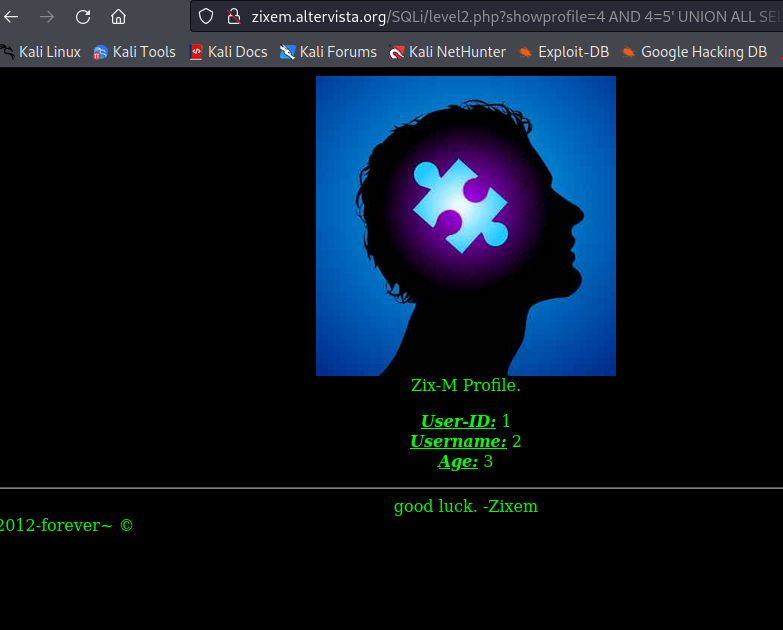 zixem.altervista.org/SQLi/level2.php?showprofile=4 AND 4=5' UNION ALL SEL
Kali Linux Kali Tools Kali Docs Kali Forums Kali NetHunter Exploit-DB Google Hacking DB
Zix-M Profile.
User-ID: 1
Username: 2
Age: 3
good luck. -Zixem
2012-forever~ ©